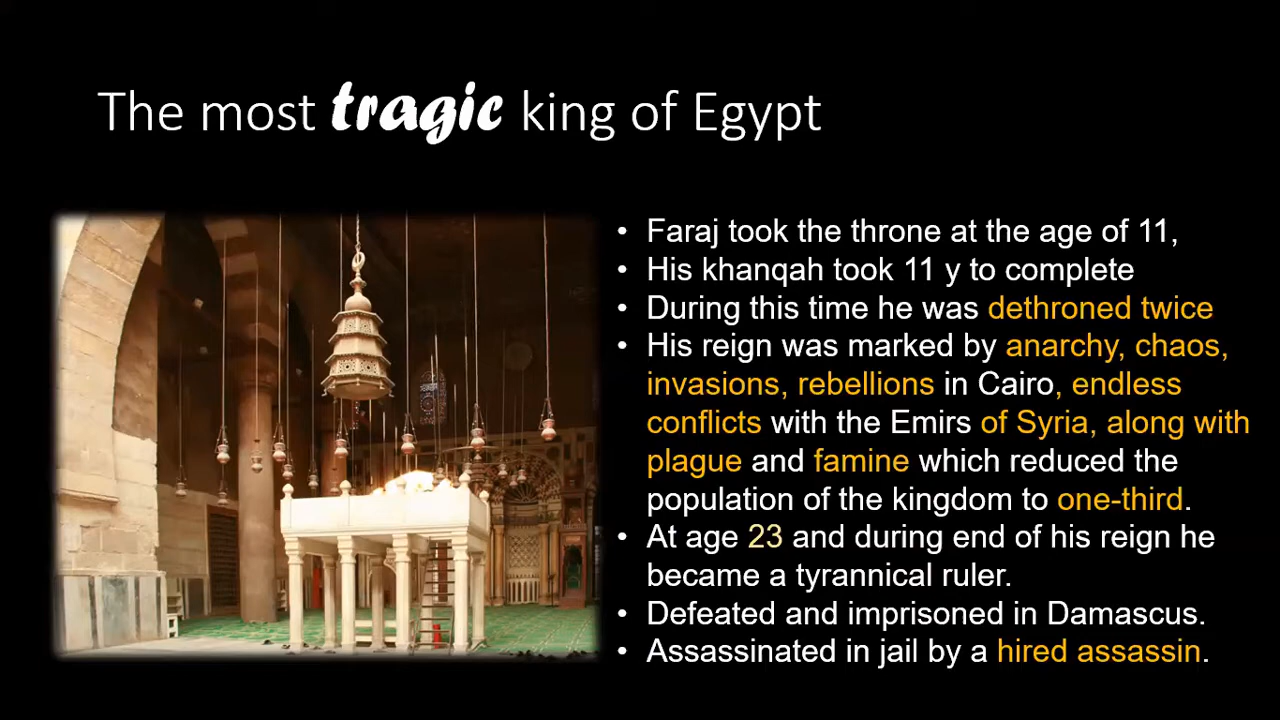 The most tragic king of Egypt
• Faraj took the throne at the age of 11,
• His khanqah took 11 y to complete
• During this time he was dethroned twice
• His reign was marked by anarchy, chaos,
invasions, rebellions in Cairo, endless
conflicts with the Emirs of Syria, along with
plague and famine which reduced the
population of the kingdom to one-third.
• At age 23 and during end of his reign he
became a tyrannical ruler.
• Defeated and imprisoned in Damascus.
• Assassinated in jail by a hired assassin.